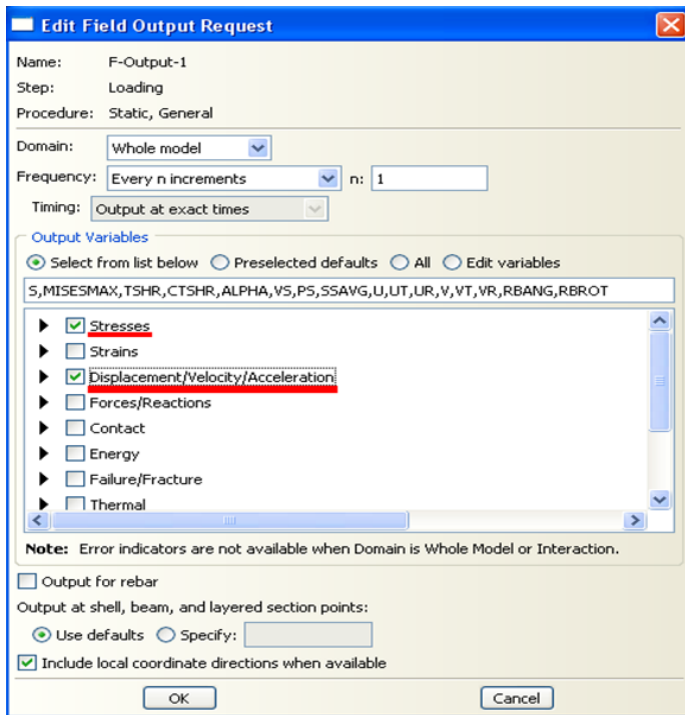 Edit Field Output Request
Name: F-Output-1
Step: Loading
Procedure: Static, General
Domain: Whole model
Frequency: Every n increments n: 1
Timing: Output at exact times
Output Variables
Select from list below Preselected defaults All Edit variables
S,MISESMAX,TSHR,CTSHR,ALPHA,VS,PS,SSAVG,U,UT,UR,V,VT,VR,RBANG,RBROT
Stresses
Strains
Displacement/Velocity/Acceleration
Forces/Reactions
Contact
Energy
Failure/Fracture
Thermal
Note: Error indicators are not available when Domain is Whole Model or Interaction.
Output for rebar
Output at shell, beam, and layered section points:
Use defaults Specify:
Include local coordinate directions when available
OK Cancel